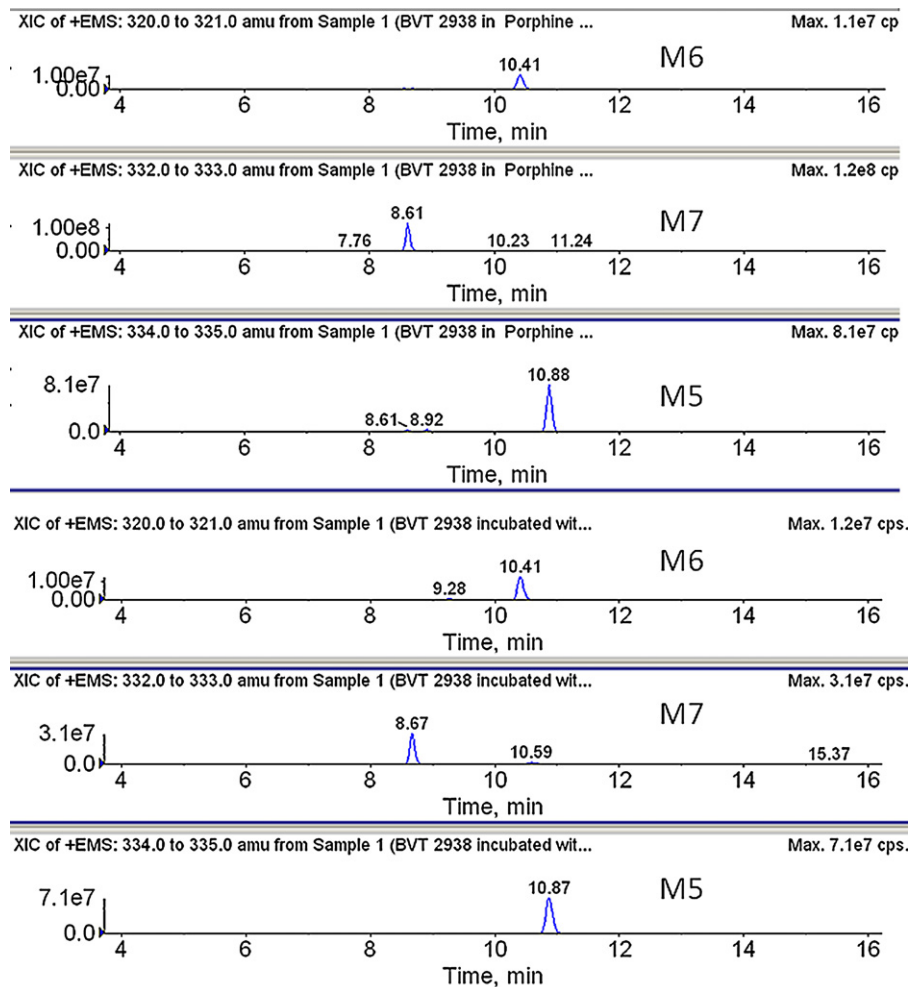 XIC of +EMS: 320.0 to 321.0 amu from Sample 1 (BVT 2938 in Porphine ... Max. 1.1e7 cp
M6
10.41
1.00e7
0.00
4 6 8 10 12 14 16
Time, min
XIC of +EMS: 332.0 to 333.0 amu from Sample 1 (BVT 2938 in Porphine ... Max. 1.2e8 cp
M7
8.61
1.00e8
7.76 10.23 11.24
0.00
4 6 8 10 12 14 16
Time, min
XIC of +EMS: 334.0 to 335.0 amu from Sample 1 (BVT 2938 in Porphine ... Max. 8.1e7 cp
10.88
8.1e7
M5
8.61 8.92
0.0
4 6 8 10 12 14 16
Time, min
XIC of +EMS: 320.0 to 321.0 amu from Sample 1 (BVT 2938 incubated wit... Max. 1.2e7 cps.
M6
10.41
1.00e7
9.28
0.00
4 6 8 10 12 14 16
Time, min
XIC of +EMS: 332.0 to 333.0 amu from Sample 1 (BVT 2938 incubated wit... Max. 3.1e7 cps.
M7
8.67
3.1e7
10.59 15.37
0.0
4 6 8 10 12 14 16
Time, min
XIC of +EMS: 334.0 to 335.0 amu from Sample 1 (BVT 2938 incubated wit... Max. 7.1e7 cps.
10.87 M5
7.1e7
0.0
4 6 8 10 12 14 16
Time, min